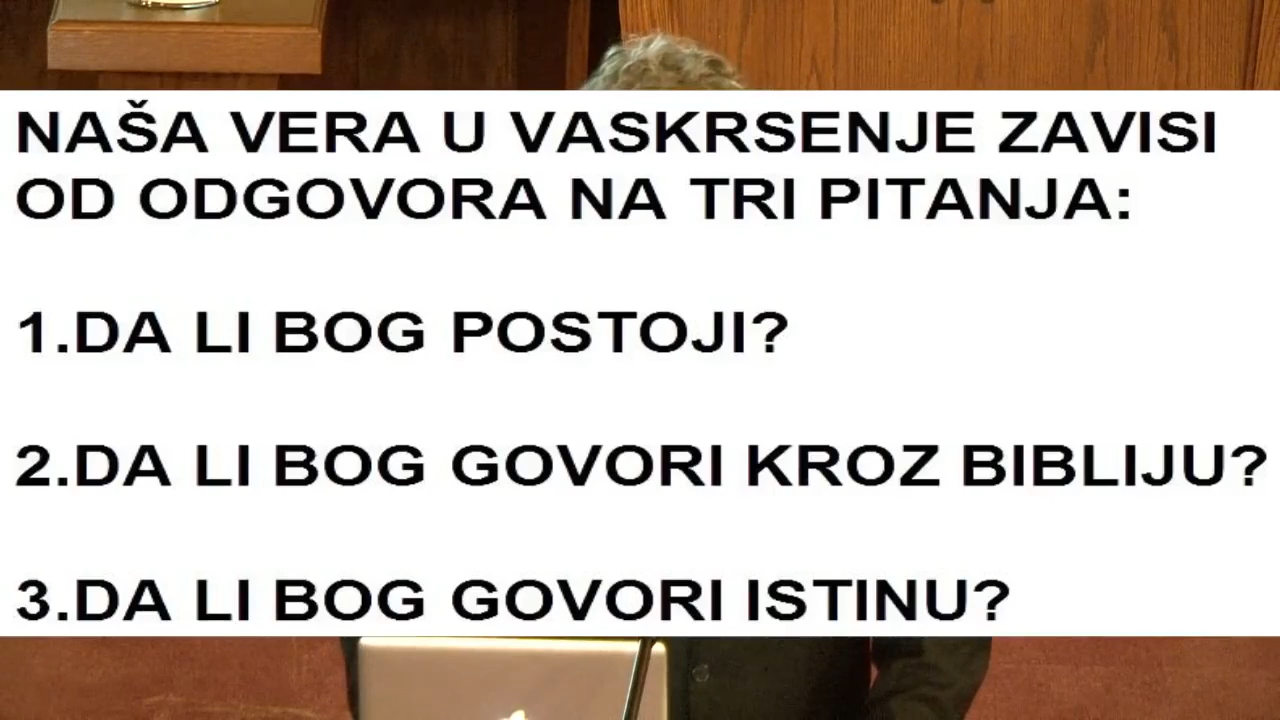 NAŠA VERA U VASKRSENJE ZAVISI
OD ODGOVORA NA TRI PITANJA:
1.DA LI BOG POSTOJI?
2.DA LI BOG GOVORI KROZ BIBLIJU?
3.DA LI BOG GOVORI ISTINU?